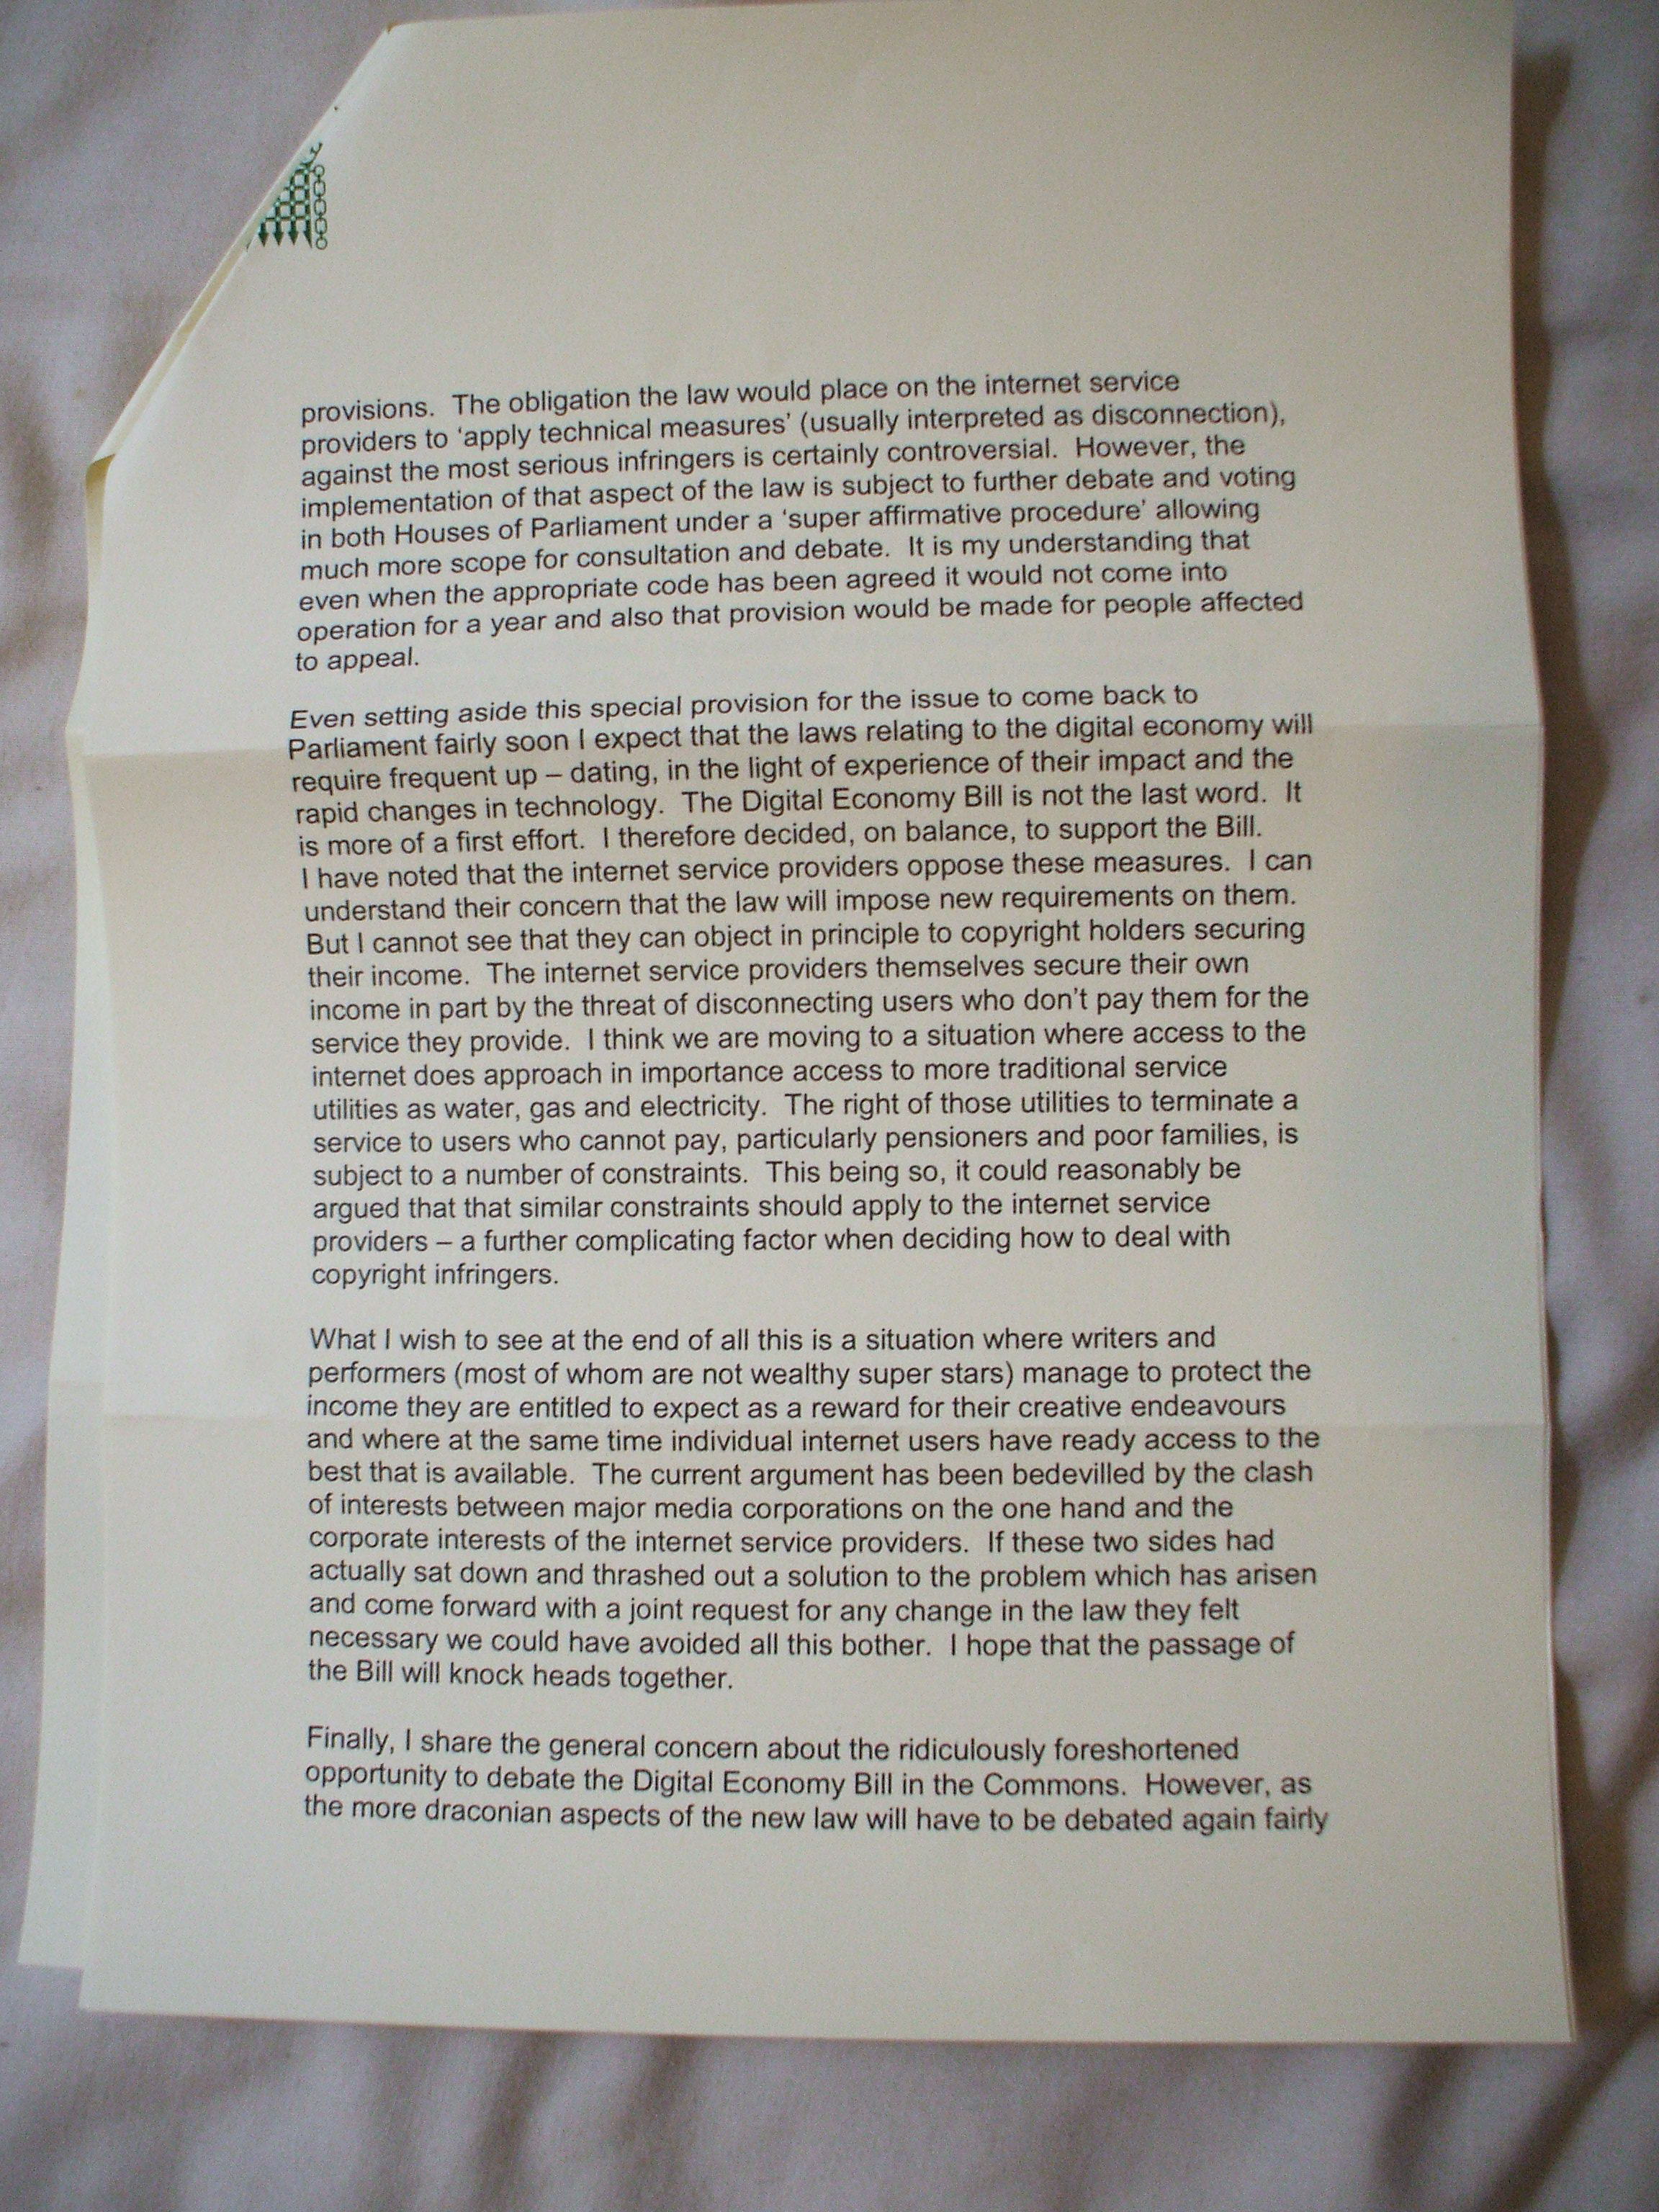 provisions. The obligation the law would place on the internet service
providers to ‘apply technical measures’ (usually interpreted as disconnection),
against the most serious infringers is certainly controversial. However, the
implementation of that aspect of the law is subject to further debate and voting
in both Houses of Parliament under a ‘super affirmative procedure’ allowing
much more scope for consultation and debate. It is my understanding that
even when the appropriate code has been agreed it would not come into
operation for a year and also that provision would be made for people affected
to appeal.
Even setting aside this special provision for the issue to come back to
Parliament fairly soon I expect that the laws relating to the digital economy will
require frequent up – dating, in the light of experience of their impact and the
rapid changes in technology. The Digital Economy Bill is not the last word. It
is more of a first effort. I therefore decided, on balance, to support the Bill.
I have noted that the internet service providers oppose these measures. I can
understand their concern that the law will impose new requirements on them.
But I cannot see that they can object in principle to copyright holders securing
their income. The internet service providers themselves secure their own
income in part by the threat of disconnecting users who don’t pay them for the
service they provide. I think we are moving to a situation where access to the
internet does approach in importance access to more traditional service
utilities as water, gas and electricity. The right of those utilities to terminate a
service to users who cannot pay, particularly pensioners and poor families, is
subject to a number of constraints. This being so, it could reasonably be
argued that that similar constraints should apply to the internet service
providers – a further complicating factor when deciding how to deal with
copyright infringers.
What I wish to see at the end of all this is a situation where writers and
performers (most of whom are not wealthy super stars) manage to protect the
income they are entitled to expect as a reward for their creative endeavours
and where at the same time individual internet users have ready access to the
best that is available. The current argument has been bedevilled by the clash
of interests between major media corporations on the one hand and the
corporate interests of the internet service providers. If these two sides had
actually sat down and thrashed out a solution to the problem which has arisen
and come forward with a joint request for any change in the law they felt
necessary we could have avoided all this bother. I hope that the passage of
the Bill will knock heads together.
Finally, I share the general concern about the ridiculously foreshortened
opportunity to debate the Digital Economy Bill in the Commons. However, as
the more draconian aspects of the new law will have to be debated again fairly